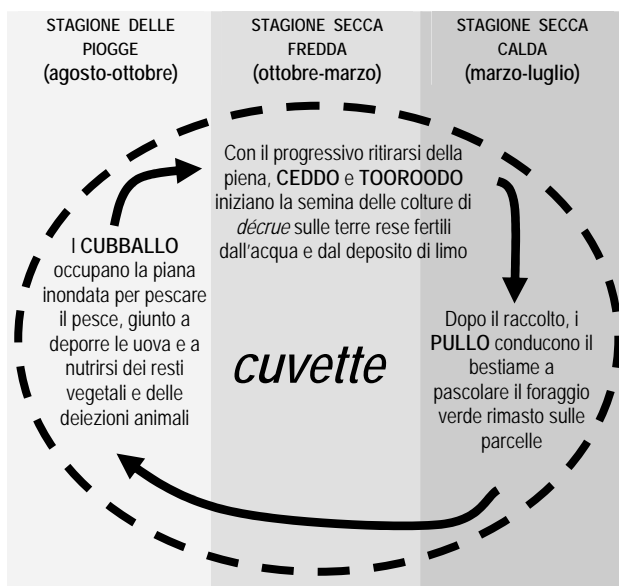 STAGIONE DELLE
PIOGGE
(agosto-ottobre)
STAGIONE SECCA
FREDDA
(ottobre-marzo)
STAGIONE SECCA
CALDA
(marzo-luglio)
I CUBBALLO
occupano la piana
inondata per pescare
il pesce, giunto a
deporre le uova e a
nutrirsi dei resti
vegetali e delle
deiezioni animali
Con il progressivo ritirarsi della
piena, CEDDO e TOOROODO
iniziano la semina delle colture di
décrue sulle terre rese fertili
dall'acqua e dal deposito di limo
cuvette
Dopo il raccolto, i
PULLO conducono il
bestiame a
pascolare il foraggio
verde rimasto sulle
parcelle